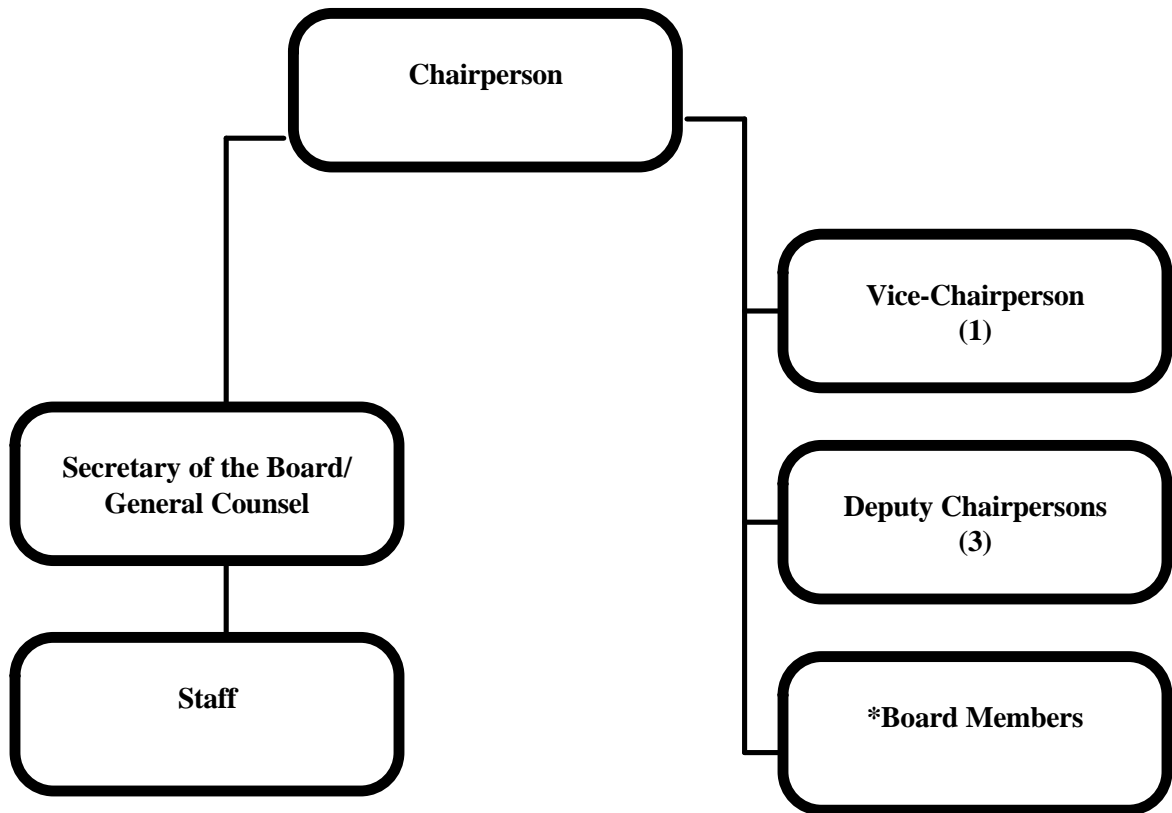 Chairperson
Vice-Chairperson
(1)
Secretary of the Board/
General Counsel
Deputy Chairpersons
(3)
Staff
*Board Members